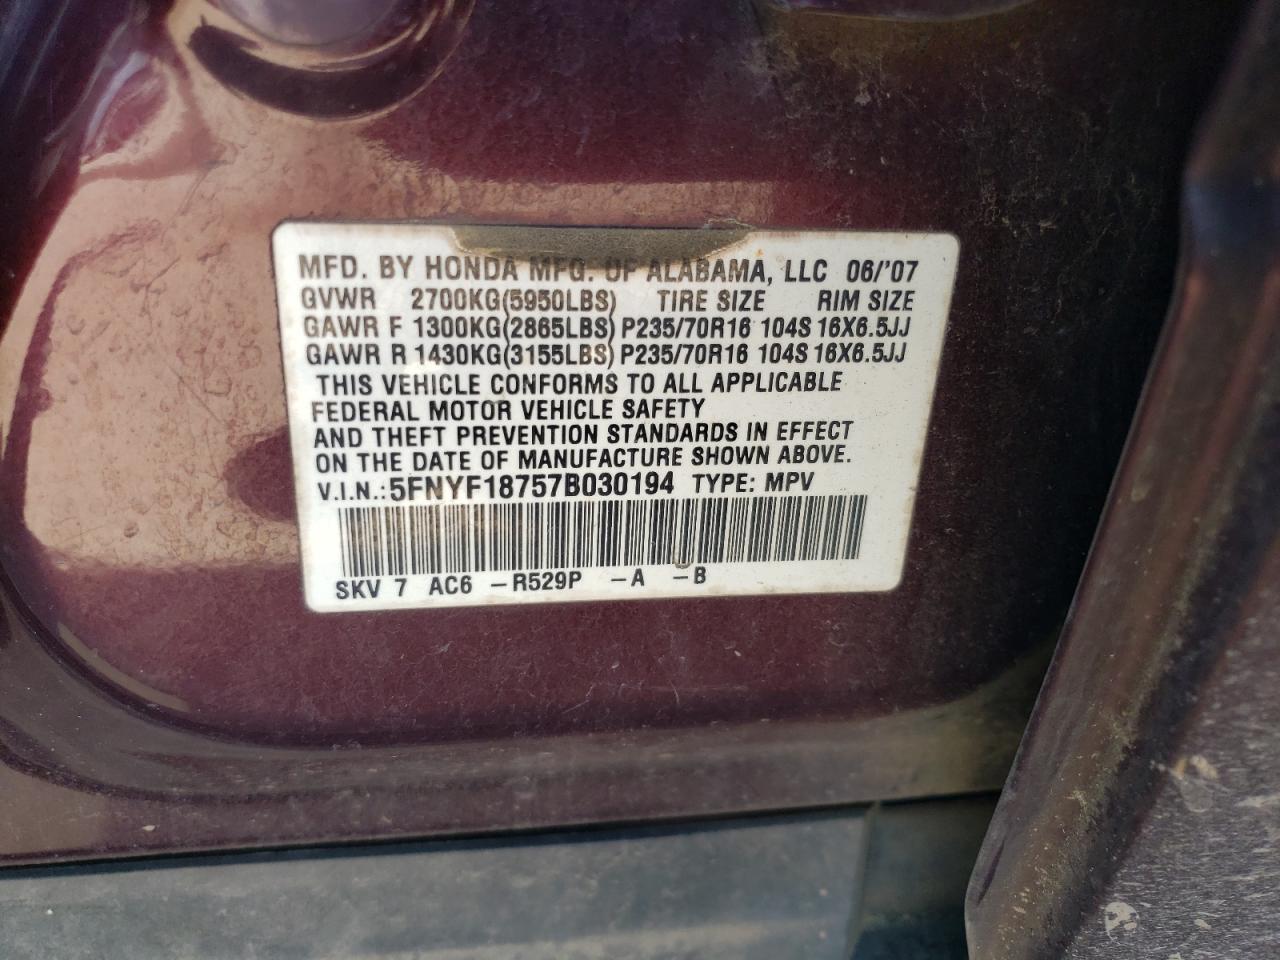 MFD. BY HONDA MFG. OF ALABAMA, LLC 06/'07
GVWR 2700KG(5950LBS) TIRE SIZE RIM SIZE
GAWR F 1300KG(2865LBS) P235/70R16 104S 16X6.5JJ
GAWR R 1430KG(3155LBS) P235/70R16 104S 16X6.5JJ
THIS VEHICLE CONFORMS TO ALL APPLICABLE
FEDERAL MOTOR VEHICLE SAFETY
AND THEFT PREVENTION STANDARDS IN EFFECT
ON THE DATE OF MANUFACTURE SHOWN ABOVE.
V.I.N.: 5FNYF18757B030194 TYPE: MPV
SKV 7 AC6 -R529P -A -B